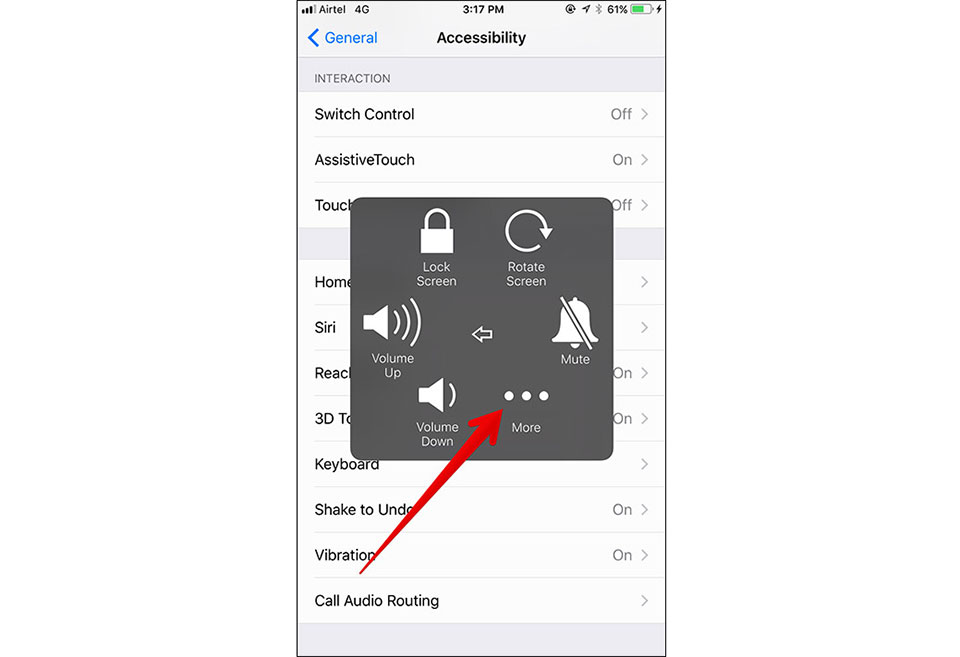 Airtel 4G 3:17 PM 61%
General Accessibility
INTERACTION
Switch Control Off
AssistiveTouch On
Touch Off
Lock
Screen
Rotate
Screen
Home
Siri
Volume
Up
Mute
Reach On
3D To On
Volume
Down
More
Keyboard
Shake to Undo On
Vibration On
Call Audio Routing